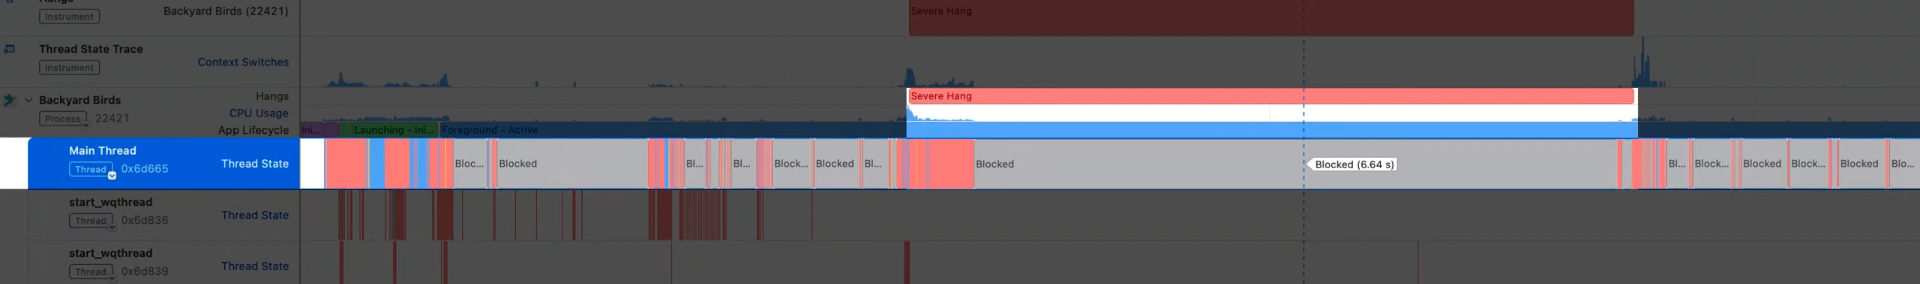 Hangs
Instrument
Backyard Birds (22421)
Severe Hang
Thread State Trace
Instrument
Context Switches
Backyard Birds
Process
22421
Hangs
CPU Usage
App Lifecycle
Severe Hang
Ini...
Launching - Ini...
Foreground - Active
Main Thread
Thread
0x6d665
Thread State
Bloc...
Blocked
Bl...
Bl...
Block...
Blocked
Bl...
Blocked
Blocked (6.64 s)
Bl...
Block...
Blocked
Block...
Blocked
Blo...
start_wqthread
Thread
0x6d836
Thread State
start_wqthread
Thread
0x6d839
Thread State